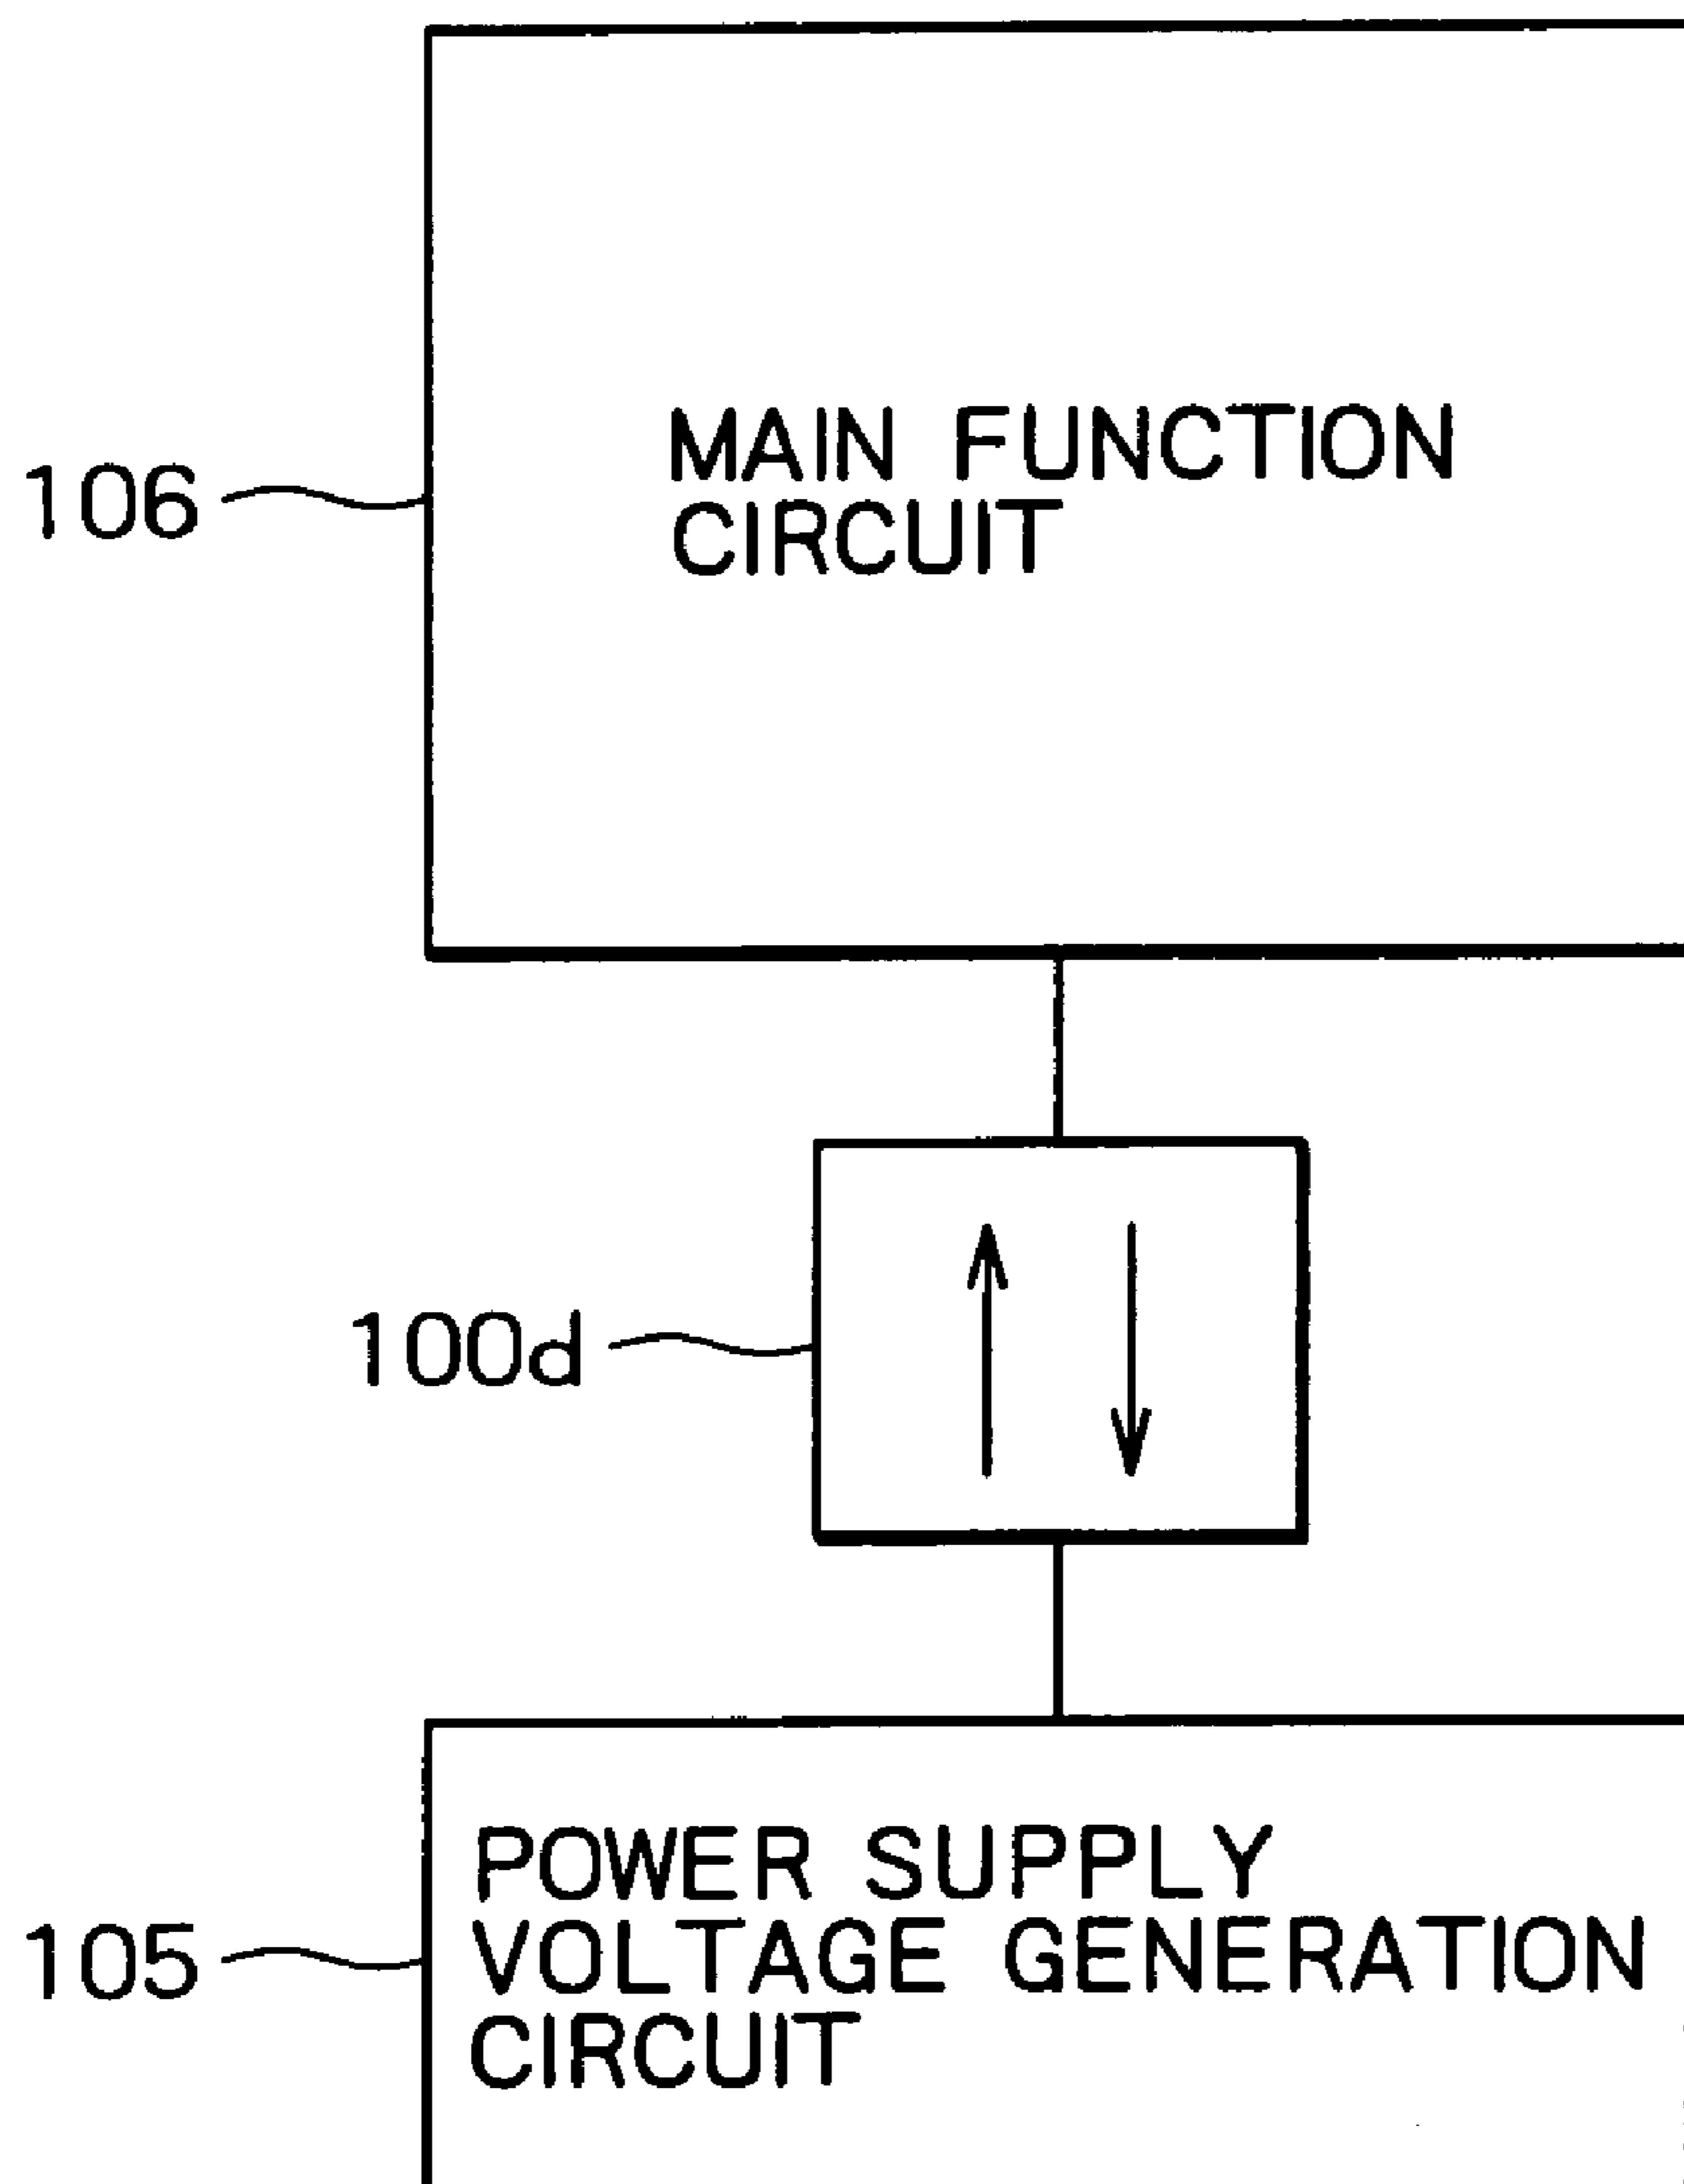 MAIN FUNCTION
CIRCUIT
106
100d
POWER SUPPLY
VOLTAGE GENERATION
CIRCUIT
105